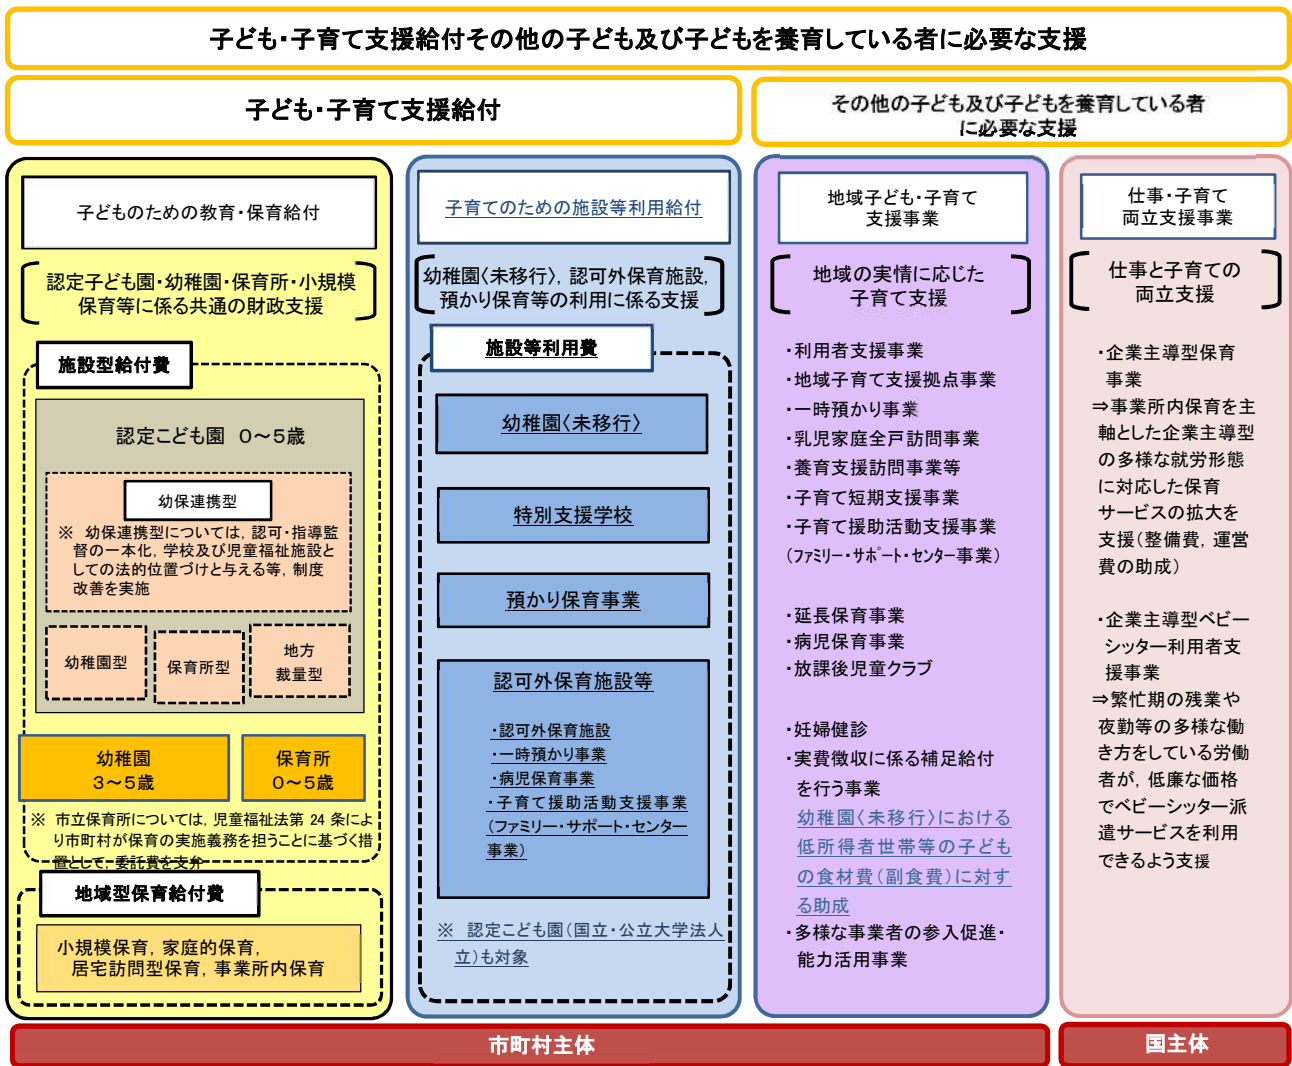 子ども・子育て支援給付その他の子ども及び子どもを養育している者に必要な支援
子ども・子育て支援給付
その他の子ども及び子どもを養育している者
に必要な支援
子どものための教育・保育給付
認定子ども園・幼稚園・保育所・小規模
保育等に係る共通の財政支援
施設型給付費
認定こども園 0～5歳
幼保連携型
※ 幼保連携型については，認可・指導監
督の一本化，学校及び児童福祉施設と
しての法的位置づけと与える等，制度
改善を実施
幼稚園型
保育所型
地方
裁量型
幼稚園
3～5歳
保育所
0～5歳
※ 市立保育所については，児童福祉法第 24 条によ
り市町村が保育の実施義務を担うことに基づく措
置として，委託費を支弁
地域型保育給付費
小規模保育，家庭的保育，
居宅訪問型保育，事業所内保育
子育てのための施設等利用給付
幼稚園〈未移行〉，認可外保育施設，
預かり保育等の利用に係る支援
施設等利用費
幼稚園〈未移行〉
特別支援学校
預かり保育事業
認可外保育施設等
・認可外保育施設
・一時預かり事業
・病児保育事業
・子育て援助活動支援事業
（ファミリー・サポート・センター
事業）
※ 認定こども園（国立・公立大学法人
立）も対象
地域子ども・子育て
支援事業
地域の実情に応じた
子育て支援
・利用者支援事業
・地域子育て支援拠点事業
・一時預かり事業
・乳児家庭全戸訪問事業
・養育支援訪問事業等
・子育て短期支援事業
・子育て援助活動支援事業
（ﾌｧﾐﾘｰ・ｻﾎﾟｰﾄ・ｾﾝﾀｰ事業）
・延長保育事業
・病児保育事業
・放課後児童クラブ
・妊婦健診
・実費徴収に係る補足給付
を行う事業
幼稚園〈未移行〉における
低所得者世帯等の子ども
の食材費（副食費）に対す
る助成
・多様な事業者の参入促進・
能力活用事業
仕事・子育て
両立支援事業
仕事と子育ての
両立支援
・企業主導型保育
事業
⇒事業所内保育を主
軸とした企業主導型
の多様な就労形態
に対応した保育
サービスの拡大を
支援（整備費，運営
費の助成）
・企業主導型ベビー
シッター利用者支
援事業
⇒繁忙期の残業や
夜勤等の多様な働
き方をしている労働
者が，低廉な価格
でベビーシッター派
遣サービスを利用
できるよう支援
市町村主体
国主体